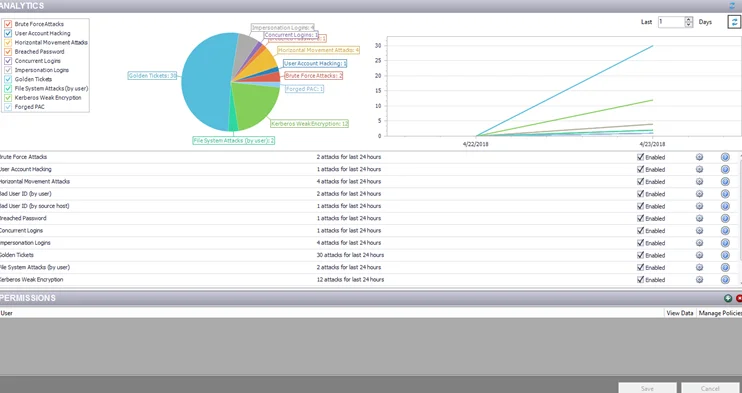 ANALYTICS
Brute Force Attacks
User Account Hacking
Horizontal Movement Attacks
Breached Password
Concurrent Logins
Impersonation Logins
Golden Tickets
File System Attacks (by user)
Kerberos Weak Encryption
Forged PAC
Impersonation Logins: 4
Concurrent Logins: 1
Horizontal Movement Attacks: 4
User Account Hacking: 1
Brute Force Attacks: 2
Forged PAC: 1
Kerberos Weak Encryption: 12
File System Attacks (by user): 2
Golden Tickets: 30
Last 1 Days
30
25
20
15
10
5
0
4/22/2018 4/23/2018
Brute Force Attacks 2 attacks for last 24 hours Enabled
User Account Hacking 1 attacks for last 24 hours Enabled
Horizontal Movement Attacks 4 attacks for last 24 hours Enabled
Bad User ID (by user) 2 attacks for last 24 hours Enabled
Bad User ID (by source host) 1 attacks for last 24 hours Enabled
Breached Password 1 attacks for last 24 hours Enabled
Concurrent Logins 1 attacks for last 24 hours Enabled
Impersonation Logins 4 attacks for last 24 hours Enabled
Golden Tickets 30 attacks for last 24 hours Enabled
File System Attacks (by user) 2 attacks for last 24 hours Enabled
Kerberos Weak Encryption 12 attacks for last 24 hours Enabled
PERMISSIONS
User View Data Manage Policies
Save Cancel